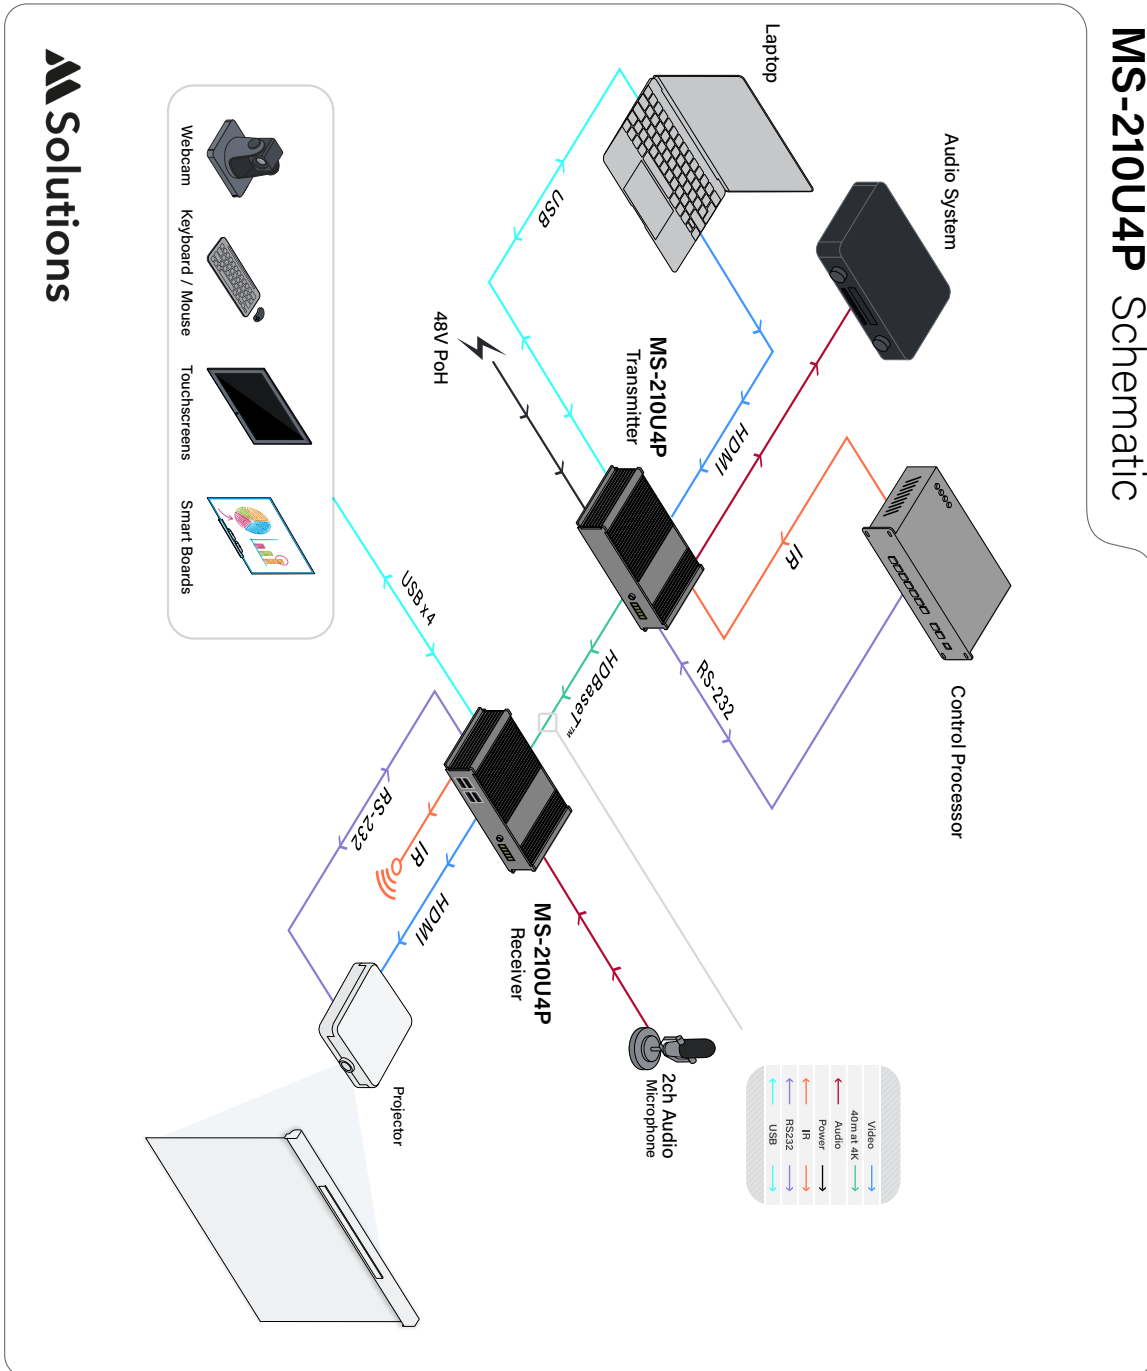 MS-210U4P Schematic
Laptop
Audio System
Control Processor
USB
HDMI
IR
RS-232
48V PoH
MS-210U4P
Transmitter
HDBaseT™
USB x4
RS-232
IR
HDMI
MS-210U4P
Receiver
2ch Audio
Microphone
Projector
Webcam
Keyboard / Mouse
Touchscreens
Smart Boards
Video
40m at 4K
Audio
Power
IR
RS232
USB
Solutions